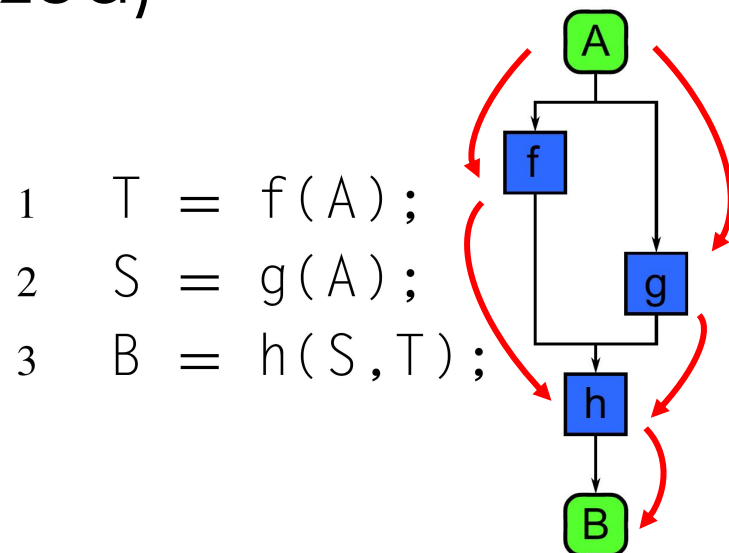 1 T = f(A);
2 S = g(A);
3 B = h(S,T);
A
f
g
h
B